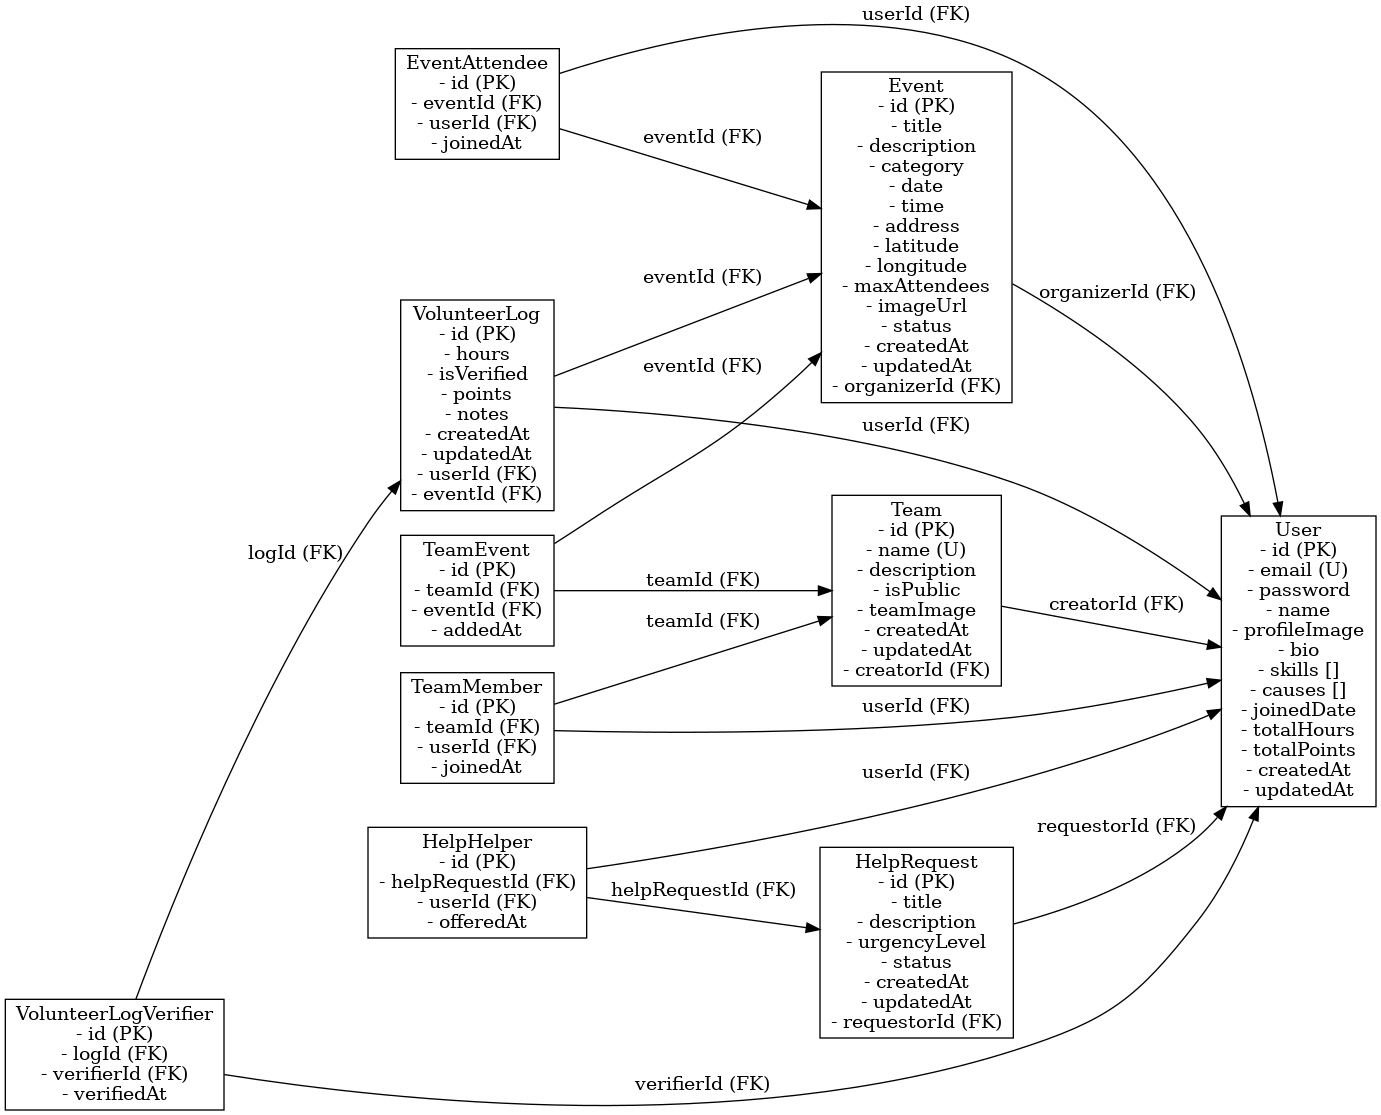 userId (FK)
EventAttendee
- id (PK)
- eventId (FK)
- userId (FK)
- joinedAt
eventId (FK)
Event
- id (PK)
- title
- description
- category
- date
- time
- address
- latitude
- longitude
- maxAttendees
- imageUrl
- status
- createdAt
- updatedAt
- organizerId (FK)
organizerId (FK)
VolunteerLog
- id (PK)
- hours
- isVerified
- points
- notes
- createdAt
- updatedAt
- userId (FK)
- eventId (FK)
eventId (FK)
eventId (FK)
userId (FK)
logId (FK)
TeamEvent
- id (PK)
- teamId (FK)
- eventId (FK)
- addedAt
teamId (FK)
teamId (FK)
Team
- id (PK)
- name (U)
- description
- isPublic
- teamImage
- createdAt
- updatedAt
- creatorId (FK)
creatorId (FK)
User
- id (PK)
- email (U)
- password
- name
- profileImage
- bio
- skills []
- causes []
- joinedDate
- totalHours
- totalPoints
- createdAt
- updatedAt
TeamMember
- id (PK)
- teamId (FK)
- userId (FK)
- joinedAt
userId (FK)
userId (FK)
HelpHelper
- id (PK)
- helpRequestId (FK)
- userId (FK)
- offeredAt
helpRequestId (FK)
HelpRequest
- id (PK)
- title
- description
- urgencyLevel
- status
- createdAt
- updatedAt
- requestorId (FK)
requestorId (FK)
VolunteerLogVerifier
- id (PK)
- logId (FK)
- verifierId (FK)
- verifiedAt
verifierId (FK)